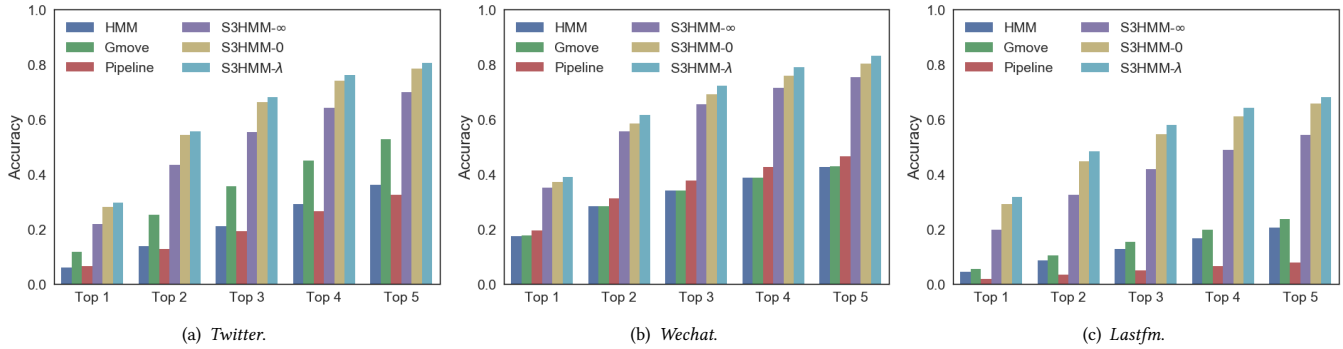 1.0
0.8
0.6
0.4
0.2
0.0
Accuracy
HMM
Gmove
Pipeline
S3HMM-∞
S3HMM-0
S3HMM-λ
Top 1 Top 2 Top 3 Top 4 Top 5
(a) Twitter.
1.0
0.8
0.6
0.4
0.2
0.0
Accuracy
HMM
Gmove
Pipeline
S3HMM-∞
S3HMM-0
S3HMM-λ
Top 1 Top 2 Top 3 Top 4 Top 5
(b) Wechat.
1.0
0.8
0.6
0.4
0.2
0.0
Accuracy
HMM
Gmove
Pipeline
S3HMM-∞
S3HMM-0
S3HMM-λ
Top 1 Top 2 Top 3 Top 4 Top 5
(c) Lastfm.